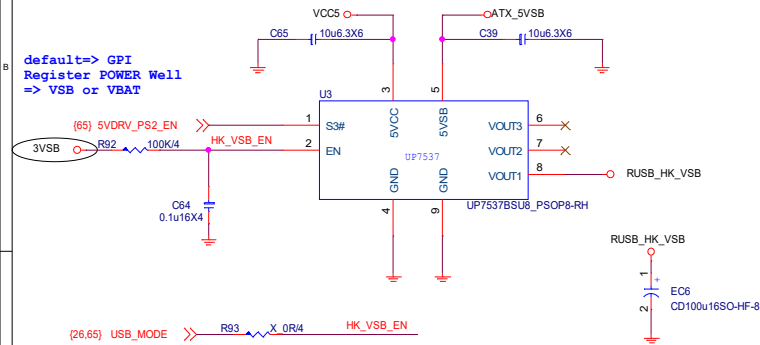 VCC5
ATX_5VSB
C65
10u6.3X6
C39
10u6.3X6
B
default=> GPI
Register POWER Well
=> VSB or VBAT
3
5
U3
{65} 5VDRV_PS2_EN
1
S3#
5VCC
5VSB
VOUT3
6
3VSB
R92
100K/4
HK_VSB_EN
2
EN
UP7537
VOUT2
7
VOUT1
8
RUSB_HK_VSB
GND
GND
C64
0.1u16X4
4
9
UP7537BSU8_PSOP8-RH
RUSB_HK_VSB
1
+
EC6
CD100u16SO-HF-8
2
{26,65} USB_MODE
R93
X_0R/4
HK_VSB_EN